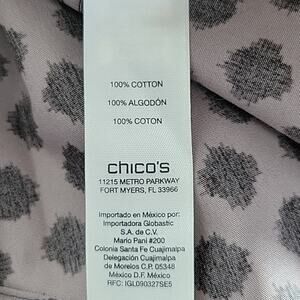 100% COTTON
100% ALGODÓN
100% COTON
chico's
11215 METRO PARKWAY
FORT MYERS, FL 33966
Importado en México por:
Importadora Globastic
S.A. de C.V.
Mario Pani #200
Colonia Santa Fe Cuajimalpa
Delegación Cuajimalpa
de Morelos C.P. 05348
México D.F. México
RFC: IGL090327SE5